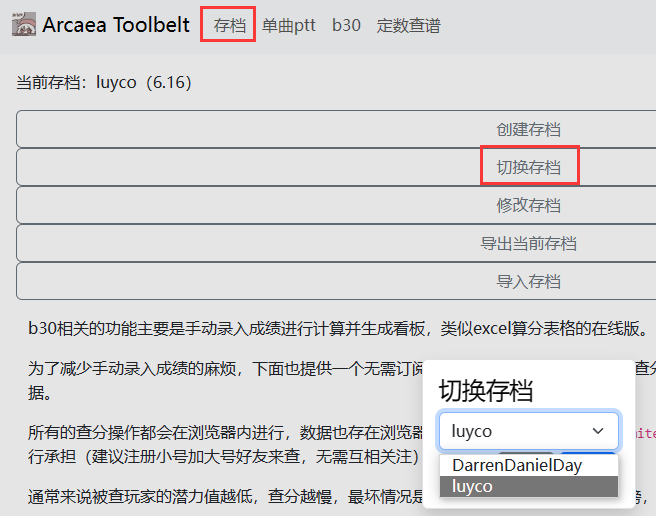 Arcaea Toolbelt 存档 单曲ptt b30 定数查谱
当前存档：luyco（6.16）
创建存档
切换存档
修改存档
导出当前存档
导入存档
b30相关的功能主要是手动录入成绩进行计算并生成看板，类似excel算分表格的在线版。
为了减少手动录入成绩的麻烦，下面也提供一个无需订阅
查分
据。
所有的查分操作都会在浏览器内进行，数据也存在浏览器
行承担（建议注册小号加大号好友来查，无需互相关注）
通常来说被查玩家的潜力值越低，查分越慢，最坏情况是
切换存档
luyco
DarrenDanielDay
luyco